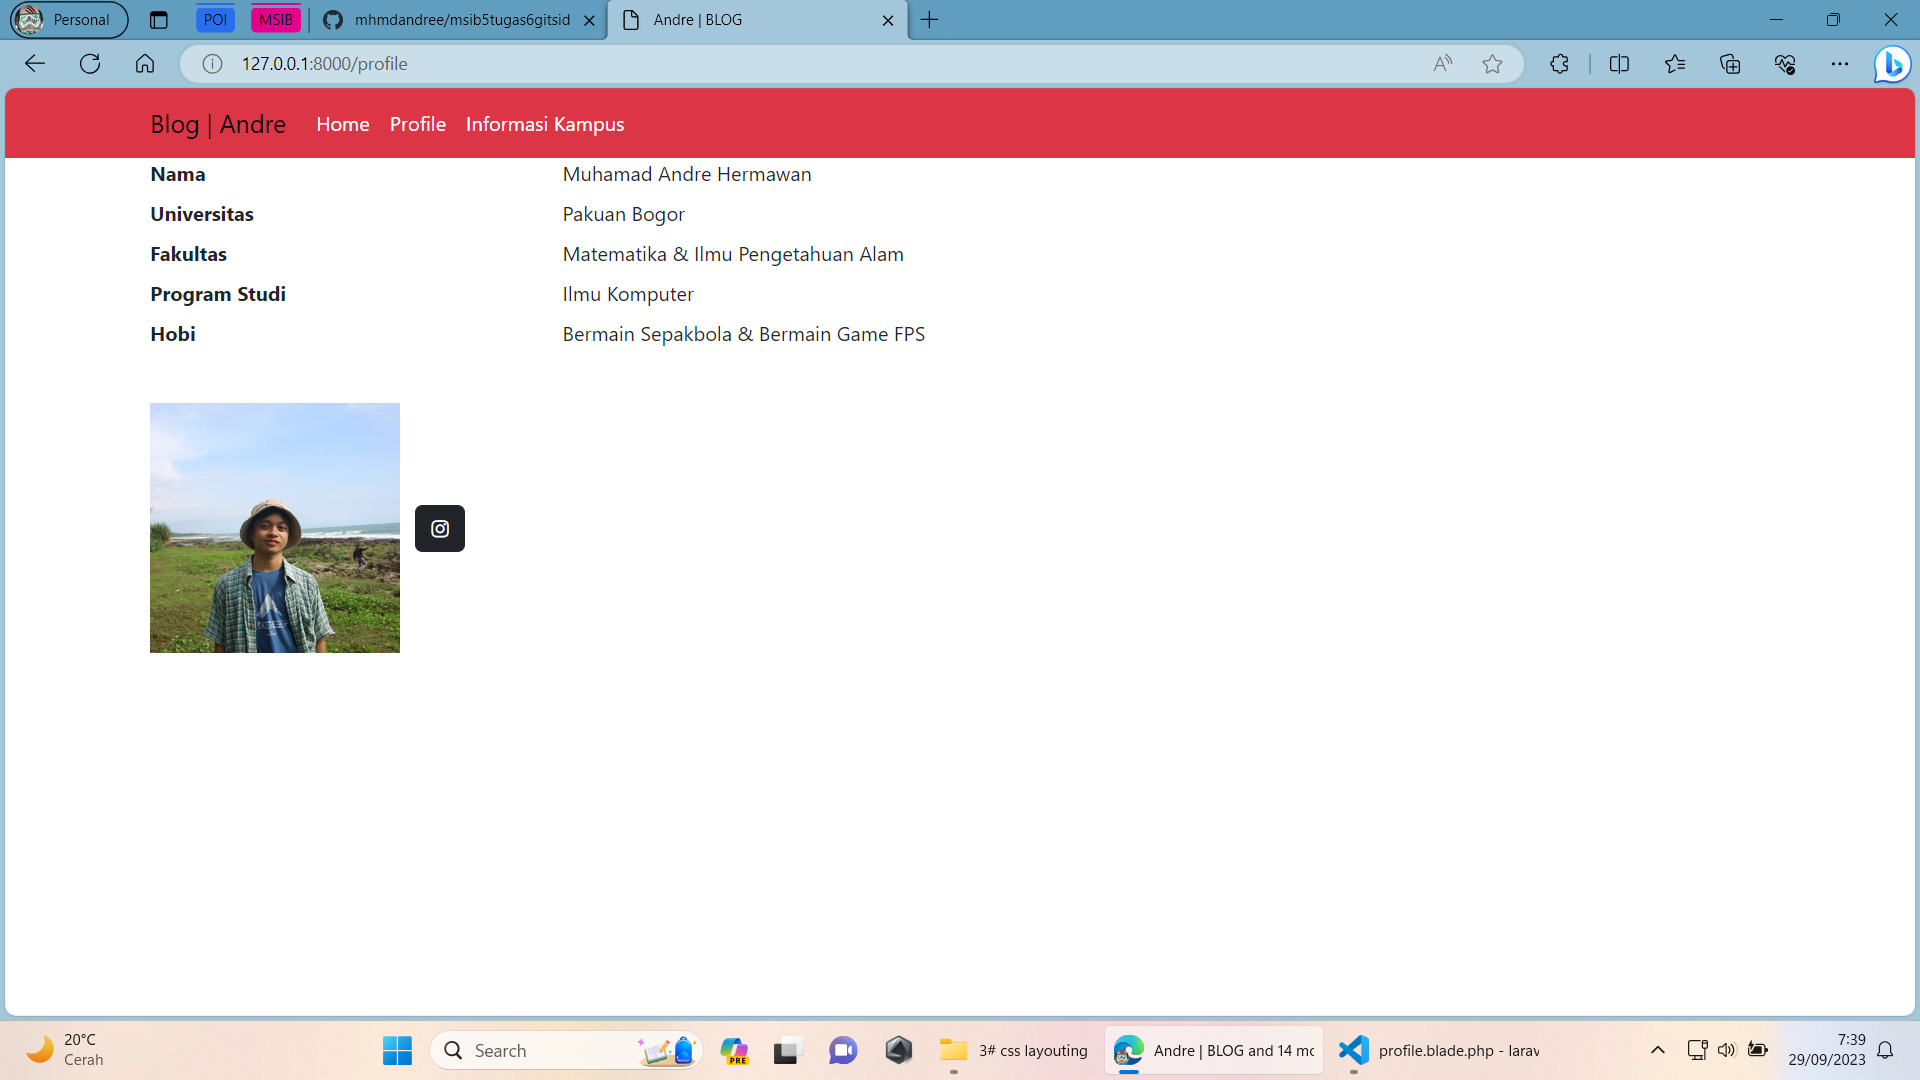 Personal
POI
MSIB
mhmdandree/msib5tugas6gitsid
Andre | BLOG
127.0.0.1:8000/profile
Blog | Andre Home Profile Informasi Kampus
Nama Muhamad Andre Hermawan
Universitas Pakuan Bogor
Fakultas Matematika & Ilmu Pengetahuan Alam
Program Studi Ilmu Komputer
Hobi Bermain Sepakbola & Bermain Game FPS
20°C
Cerah
Search
PRE
3# css layouting
Andre | BLOG and 14 mo
profile.blade.php - larav
7:39
29/09/2023